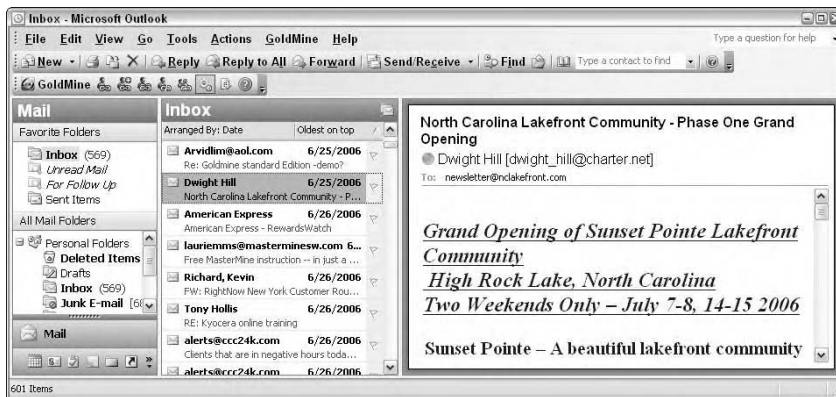 Inbox - Microsoft Outlook
File Edit View Go Tools Actions GoldMine Help
Type a question for help
New Reply Reply to All Forward Send/Receive Find Type a contact to find
GoldMine
Mail
Favorite Folders
Inbox (569)
Unread Mail
For Follow Up
Sent Items
All Mail Folders
Personal Folders
Deleted Items
Drafts
Inbox (569)
Junk E-mail
Mail
Inbox
Arranged By: Date Oldest on top
Arvidlim@aol.com 6/25/2006
Re: Goldmine standard Edition -demo?
Dwight Hill 6/25/2006
North Carolina Lakefront Community - P...
American Express 6/26/2006
American Express - RewardsWatch
lauriemms@masterminesw.com 6...
Free MasterMine instruction -- in just a ...
Richard, Kevin 6/26/2006
FW: RightNow New York Customer Rou...
Tony Hollis 6/26/2006
RE: Kyocera online training
alerts@ccc24k.com 6/26/2006
Clients that are in negative hours toda...
alerts@ccc24k.com 6/26/2006
North Carolina Lakefront Community - Phase One Grand
Opening
Dwight Hill [dwight_hill@charter.net]
To: newsletter@nclakefront.com
Grand Opening of Sunset Pointe Lakefront
Community
High Rock Lake, North Carolina
Two Weekends Only – July 7-8, 14-15 2006
Sunset Pointe – A beautiful lakefront community
601 Items